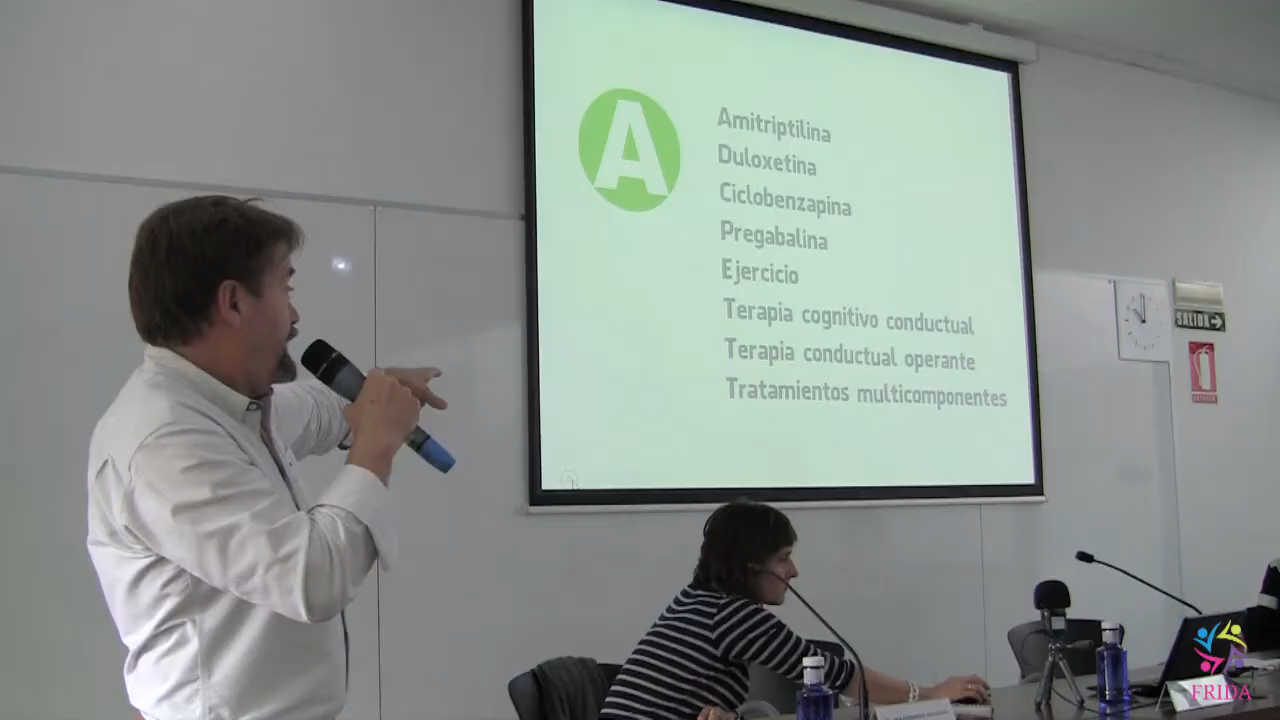 A
Amitriptilina
Duloxetina
Ciclobenzapina
Pregabalina
Ejercicio
Terapia cognitivo conductual
Terapia conductual operante
Tratamientos multicomponentes
SALIDA
FRIDA